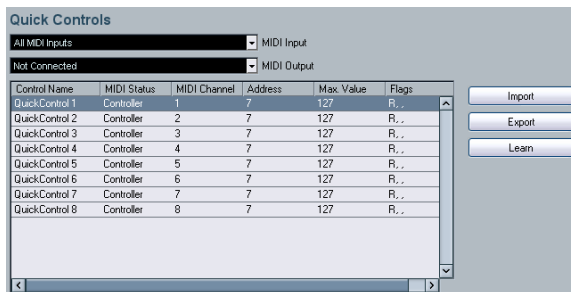 Quick Controls
All MIDI Inputs MIDI Input
Not Connected MIDI Output
Control Name MIDI Status MIDI Channel Address Max. Value Flags
QuickControl 1 Controller 1 7 127 R, ,
QuickControl 2 Controller 2 7 127 R, ,
QuickControl 3 Controller 3 7 127 R, ,
QuickControl 4 Controller 4 7 127 R, ,
QuickControl 5 Controller 5 7 127 R, ,
QuickControl 6 Controller 6 7 127 R, ,
QuickControl 7 Controller 7 7 127 R, ,
QuickControl 8 Controller 8 7 127 R, ,
Import
Export
Learn